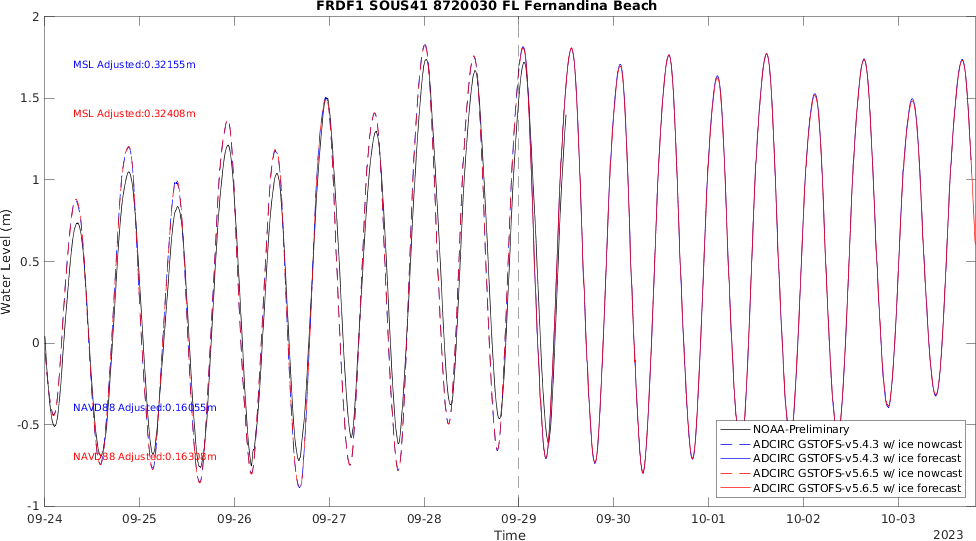 FRDF1 SOUS41 8720030 FL Fernandina Beach
2
1.5
1
0.5
0
-0.5
-1
Water Level (m)
MSL Adjusted:0.32155m
MSL Adjusted:0.32408m
NAVD88 Adjusted:0.16055m
NAVD88 Adjusted:0.16308m
NOAA-Preliminary
ADCIRC GSTOFS-v5.4.3 w/ ice nowcast
ADCIRC GSTOFS-v5.4.3 w/ ice forecast
ADCIRC GSTOFS-v5.6.5 w/ ice nowcast
ADCIRC GSTOFS-v5.6.5 w/ ice forecast
09-24 09-25 09-26 09-27 09-28 09-29 09-30 10-01 10-02 10-03
Time
2023